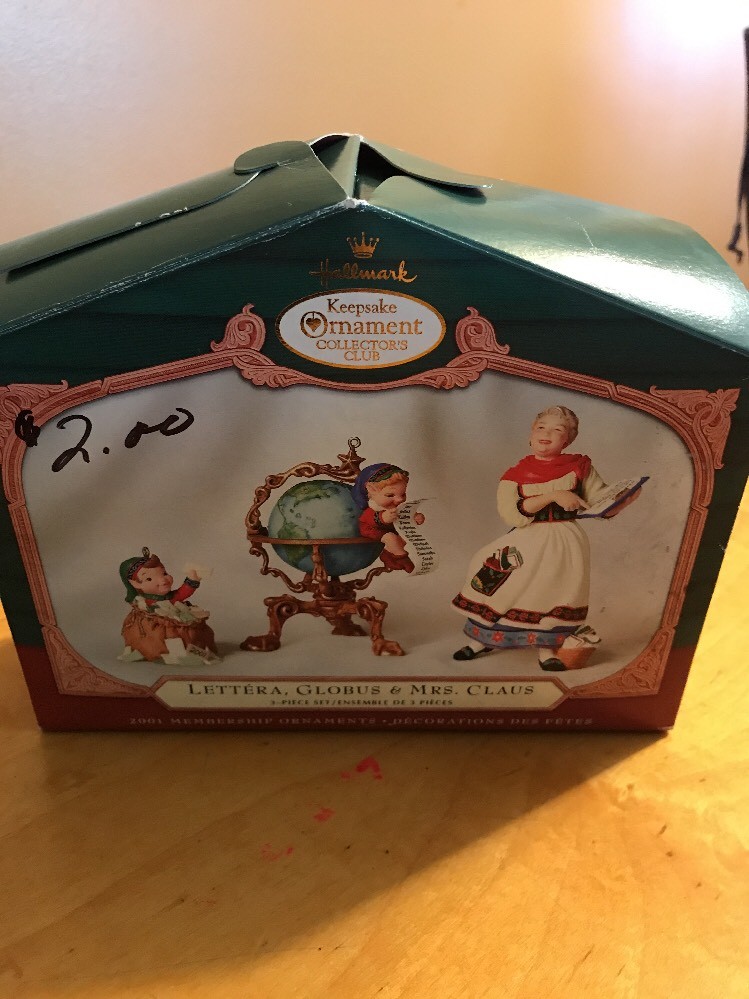 Hallmark
Keepsake
Ornament
COLLECTOR'S
CLUB
$2.00
LETTÉRA, GLOBUS & MRS. CLAUS
3-PIECE SET/ENSEMBLE DE 3 PIÈCES
2001 MEMBERSHIP ORNAMENTS • DÉCORATIONS DES FÊTES